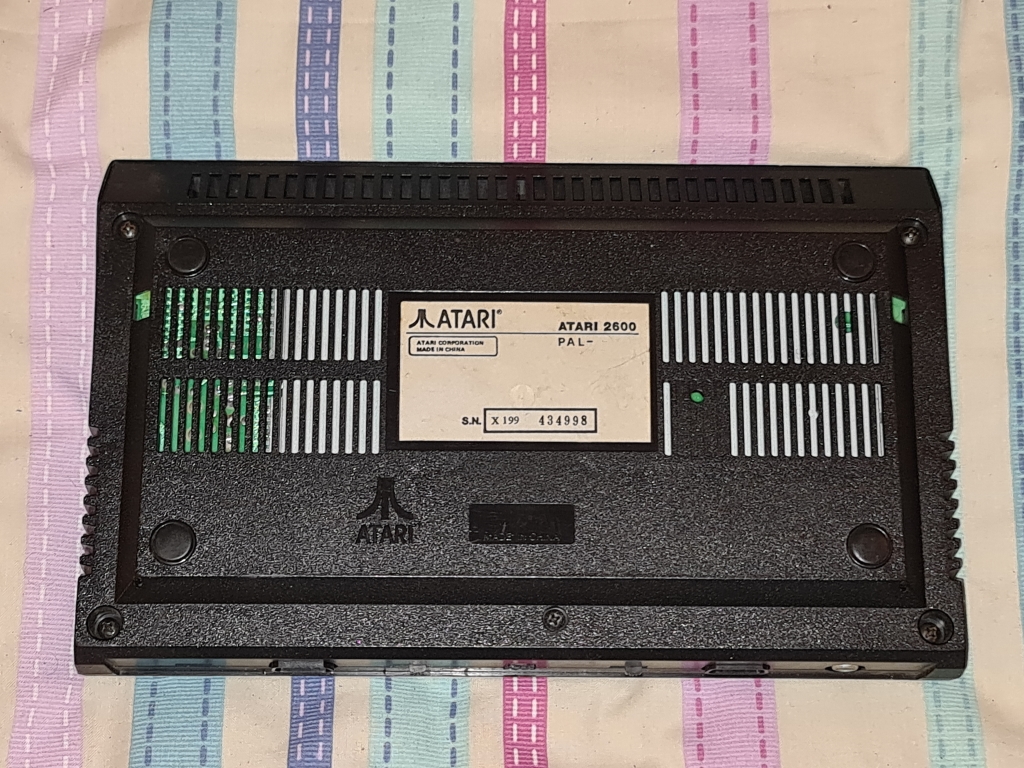 ATARI®
ATARI 2600
ATARI CORPORATION
MADE IN CHINA
PAL-
S.N. X 199 434998
ATARI